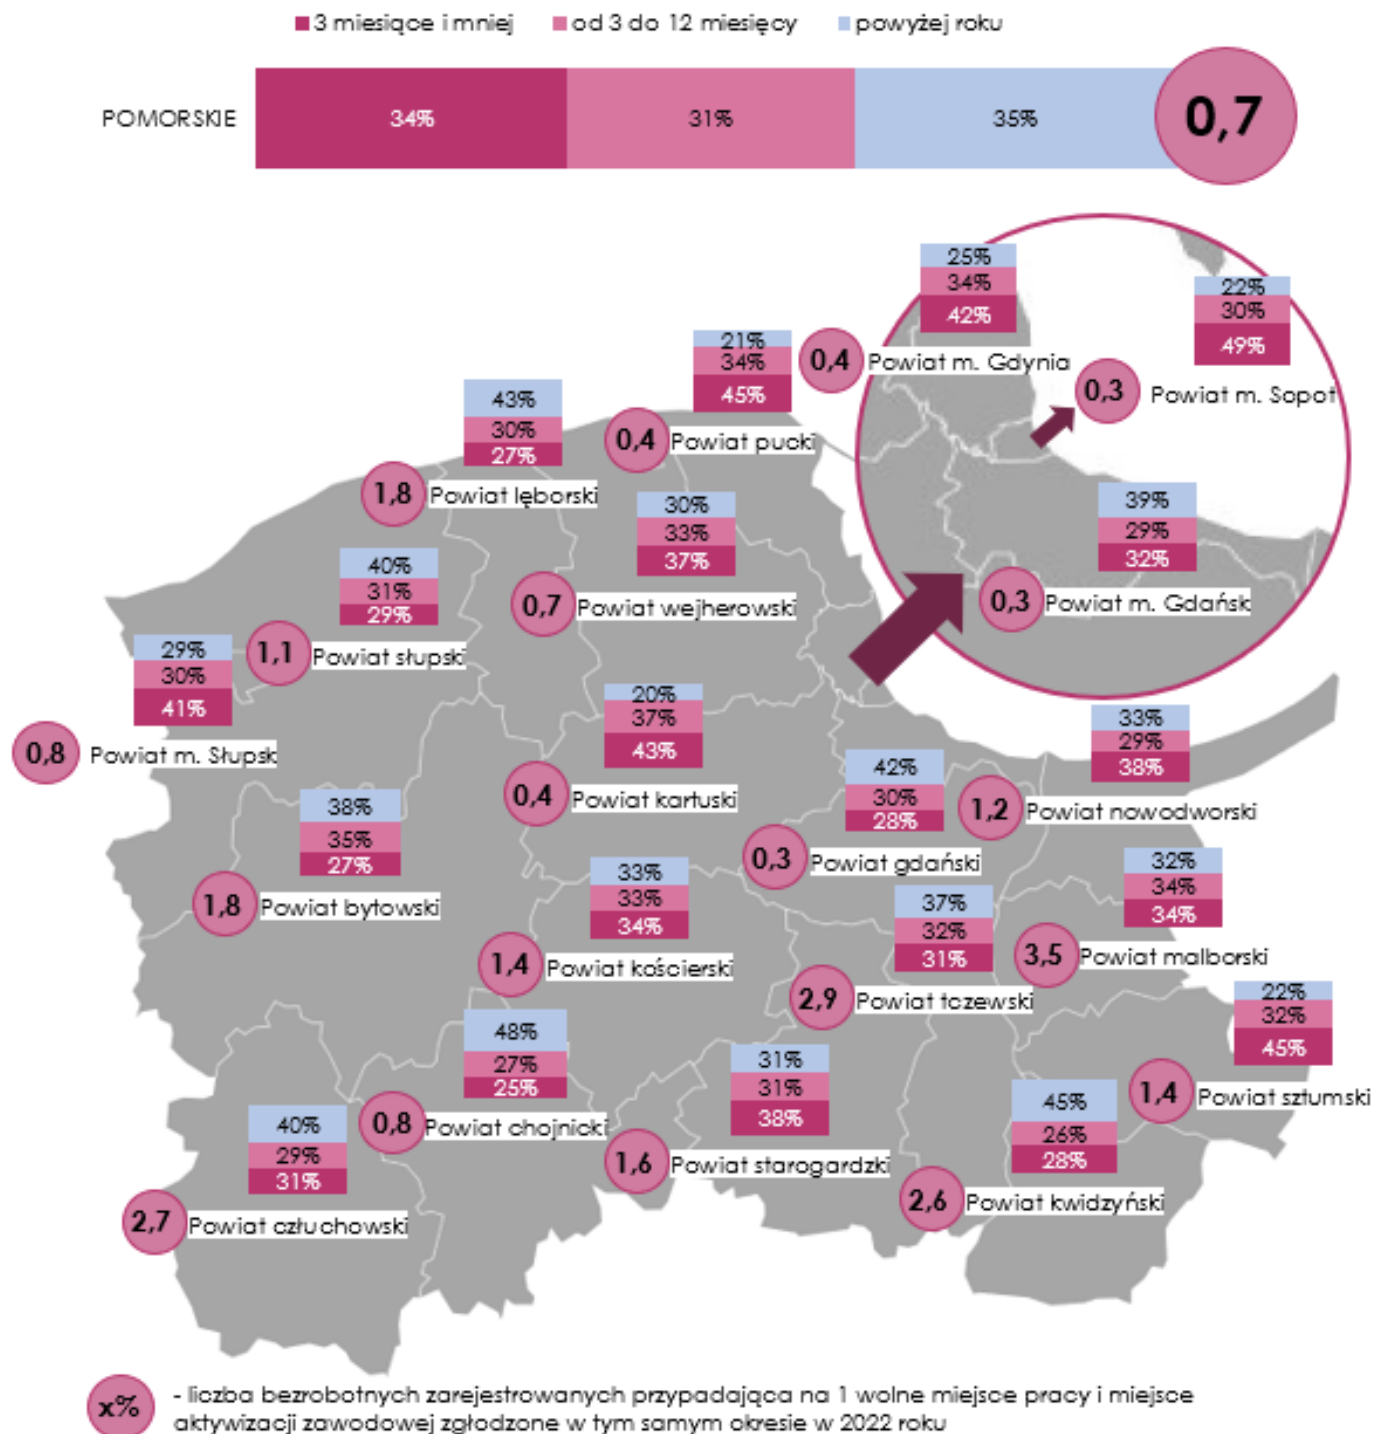 3 miesiące i mniej od 3 do 12 miesięcy powyżej roku
POMORSKIE 34% 31% 35% 0,7
25%
34%
42%
0,4 Powiat m. Gdynia
22%
30%
49%
0,3 Powiat m. Sopot
21%
34%
45%
0,4 Powiat pucki
43%
30%
27%
1,8 Powiat lęborski
30%
33%
37%
0,7 Powiat wejherowski
39%
29%
32%
0,3 Powiat m. Gdańsk
40%
31%
29%
1,1 Powiat słupski
29%
30%
41%
0,8 Powiat m. Słupsk
20%
37%
43%
0,4 Powiat kartuski
33%
29%
38%
1,2 Powiat nowodworski
42%
30%
28%
0,3 Powiat gdański
38%
35%
27%
1,8 Powiat bytowski
33%
33%
34%
1,4 Powiat kościerski
32%
34%
34%
3,5 Powiat malborski
37%
32%
31%
2,9 Powiat tczewski
22%
32%
45%
1,4 Powiat sztumski
48%
27%
25%
0,8 Powiat chojnicki
31%
31%
38%
1,6 Powiat starogardzki
45%
26%
28%
2,6 Powiat kwidzyński
40%
29%
31%
2,7 Powiat człuchowski
x% - liczba bezrobotnych zarejestrowanych przypadająca na 1 wolne miejsce pracy i miejsce
aktywizacji zawodowej zgłodzone w tym samym okresie w 2022 roku